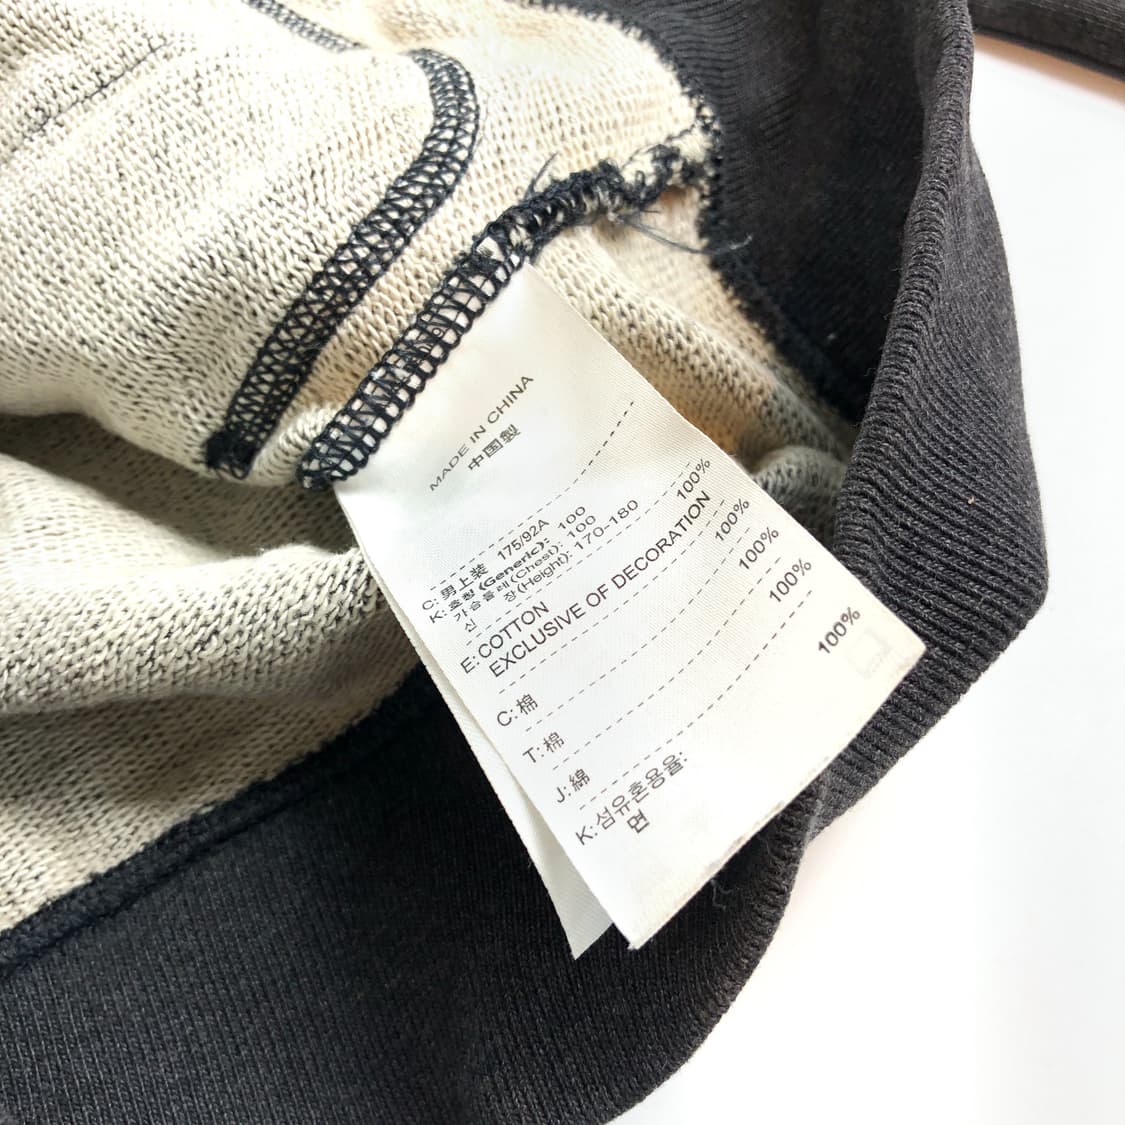 MADE IN CHINA
中国製
C: 男上装 175/92A
K: 호칭 (Generic): 100
가슴둘레(Chest): 100
신 장(Height): 170-180
E: COTTON 100%
EXCLUSIVE OF DECORATION
C: 棉 100%
T: 棉 100%
J: 綿 100%
K: 섬유혼용율:
면 100%